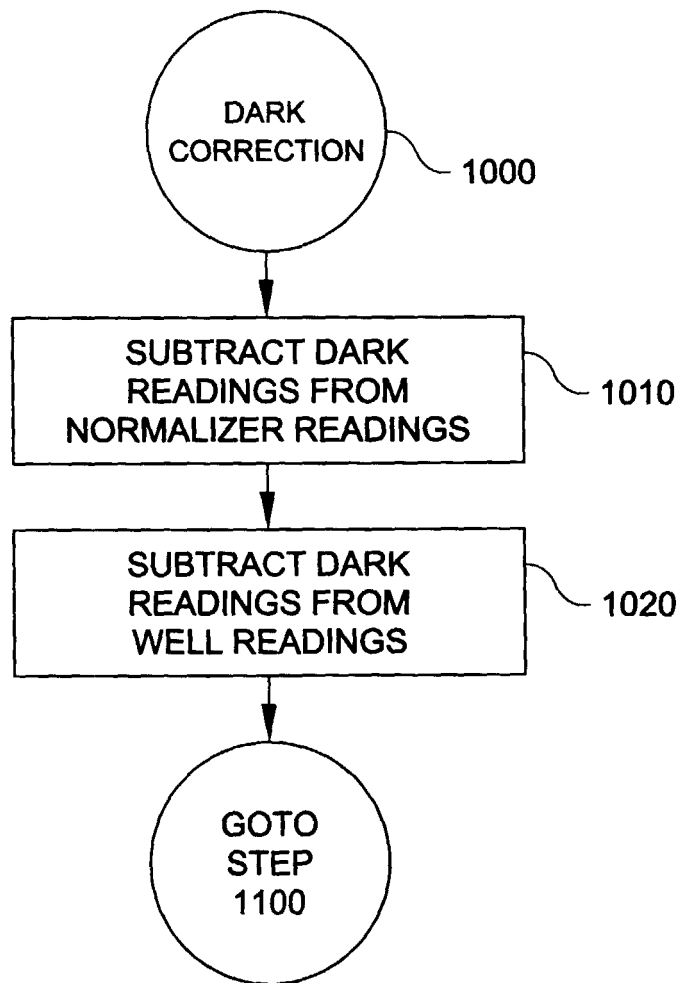 DARK
CORRECTION
1000
SUBTRACT DARK
READINGS FROM
NORMALIZER READINGS
1010
SUBTRACT DARK
READINGS FROM
WELL READINGS
1020
GOTO
STEP
1100